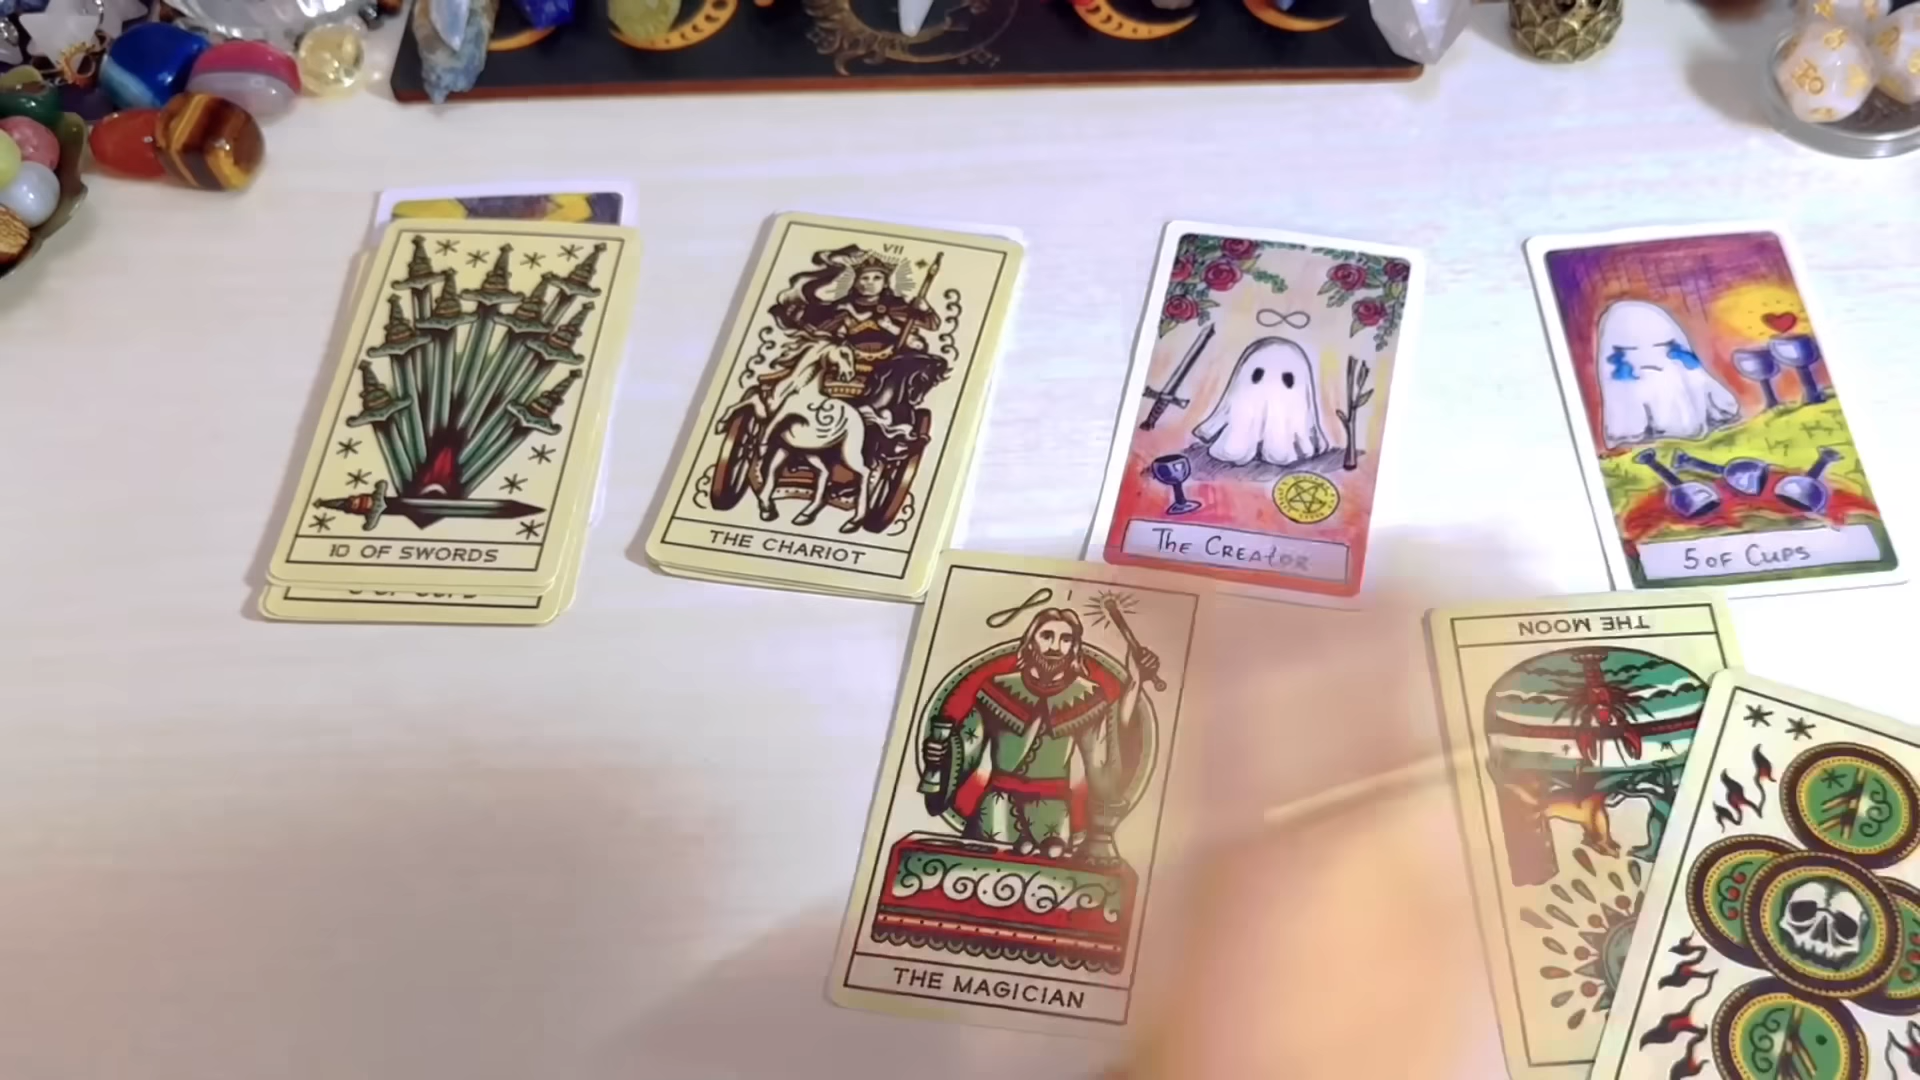 VII
10 OF SWORDS
THE CHARIOT
The CREAtoR
5 OF CUPS
THE MOON
I
THE MAGICIAN